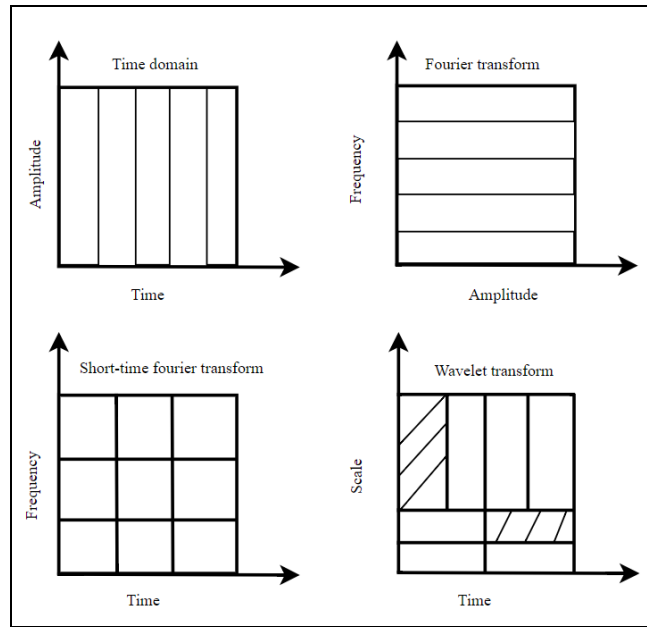 Time domain
Amplitude
Time
Fourier transform
Frequency
Amplitude
Short-time fourier transform
Frequency
Time
Wavelet transform
Scale
Time